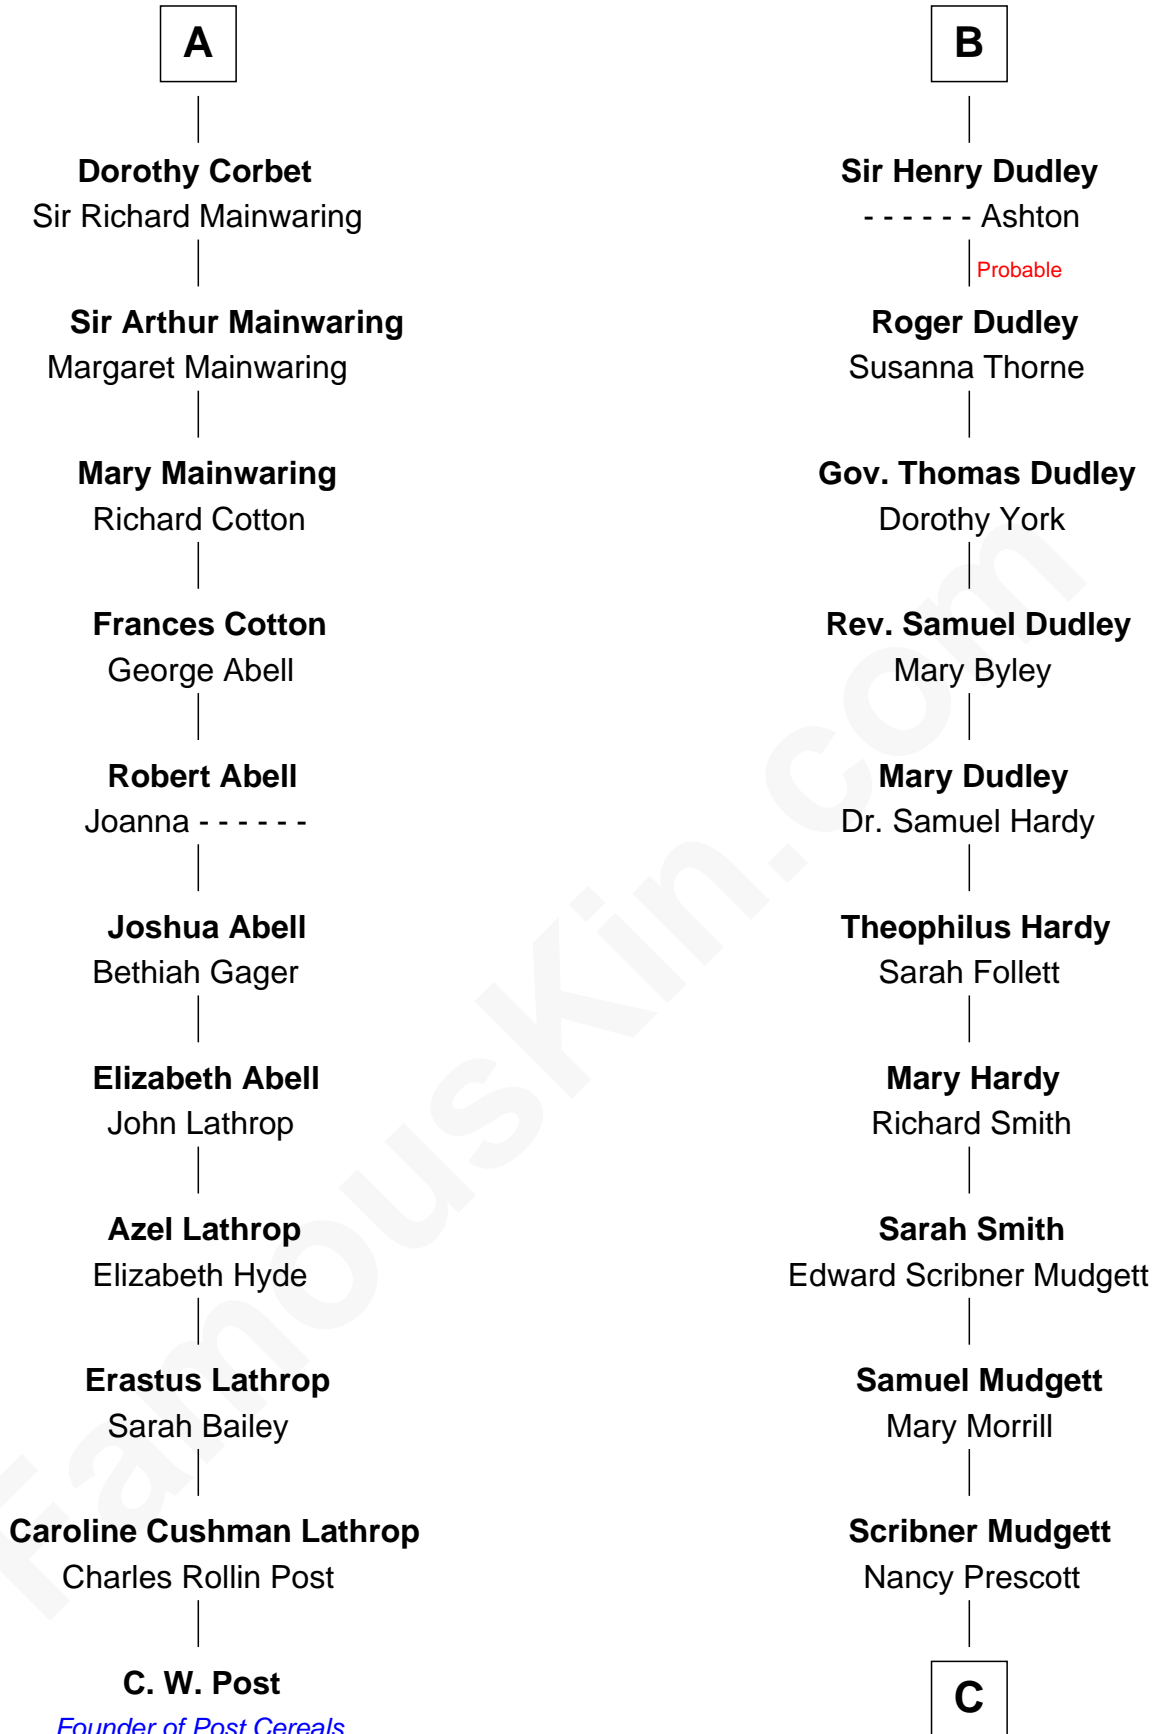 A
Dorothy Corbet
Sir Richard Mainwaring
Sir Arthur Mainwaring
Margaret Mainwaring
Mary Mainwaring
Richard Cotton
Frances Cotton
George Abell
Robert Abell
Joanna - - - - - -
Joshua Abell
Bethiah Gager
Elizabeth Abell
John Lathrop
Azel Lathrop
Elizabeth Hyde
Erastus Lathrop
Sarah Bailey
Caroline Cushman Lathrop
Charles Rollin Post
C. W. Post
Founder of Post Cereals
B
Sir Henry Dudley
- - - - - - Ashton
Probable
Roger Dudley
Susanna Thorne
Gov. Thomas Dudley
Dorothy York
Rev. Samuel Dudley
Mary Byley
Mary Dudley
Dr. Samuel Hardy
Theophilus Hardy
Sarah Follett
Mary Hardy
Richard Smith
Sarah Smith
Edward Scribner Mudgett
Samuel Mudgett
Mary Morrill
Scribner Mudgett
Nancy Prescott
C
FamousKin.com